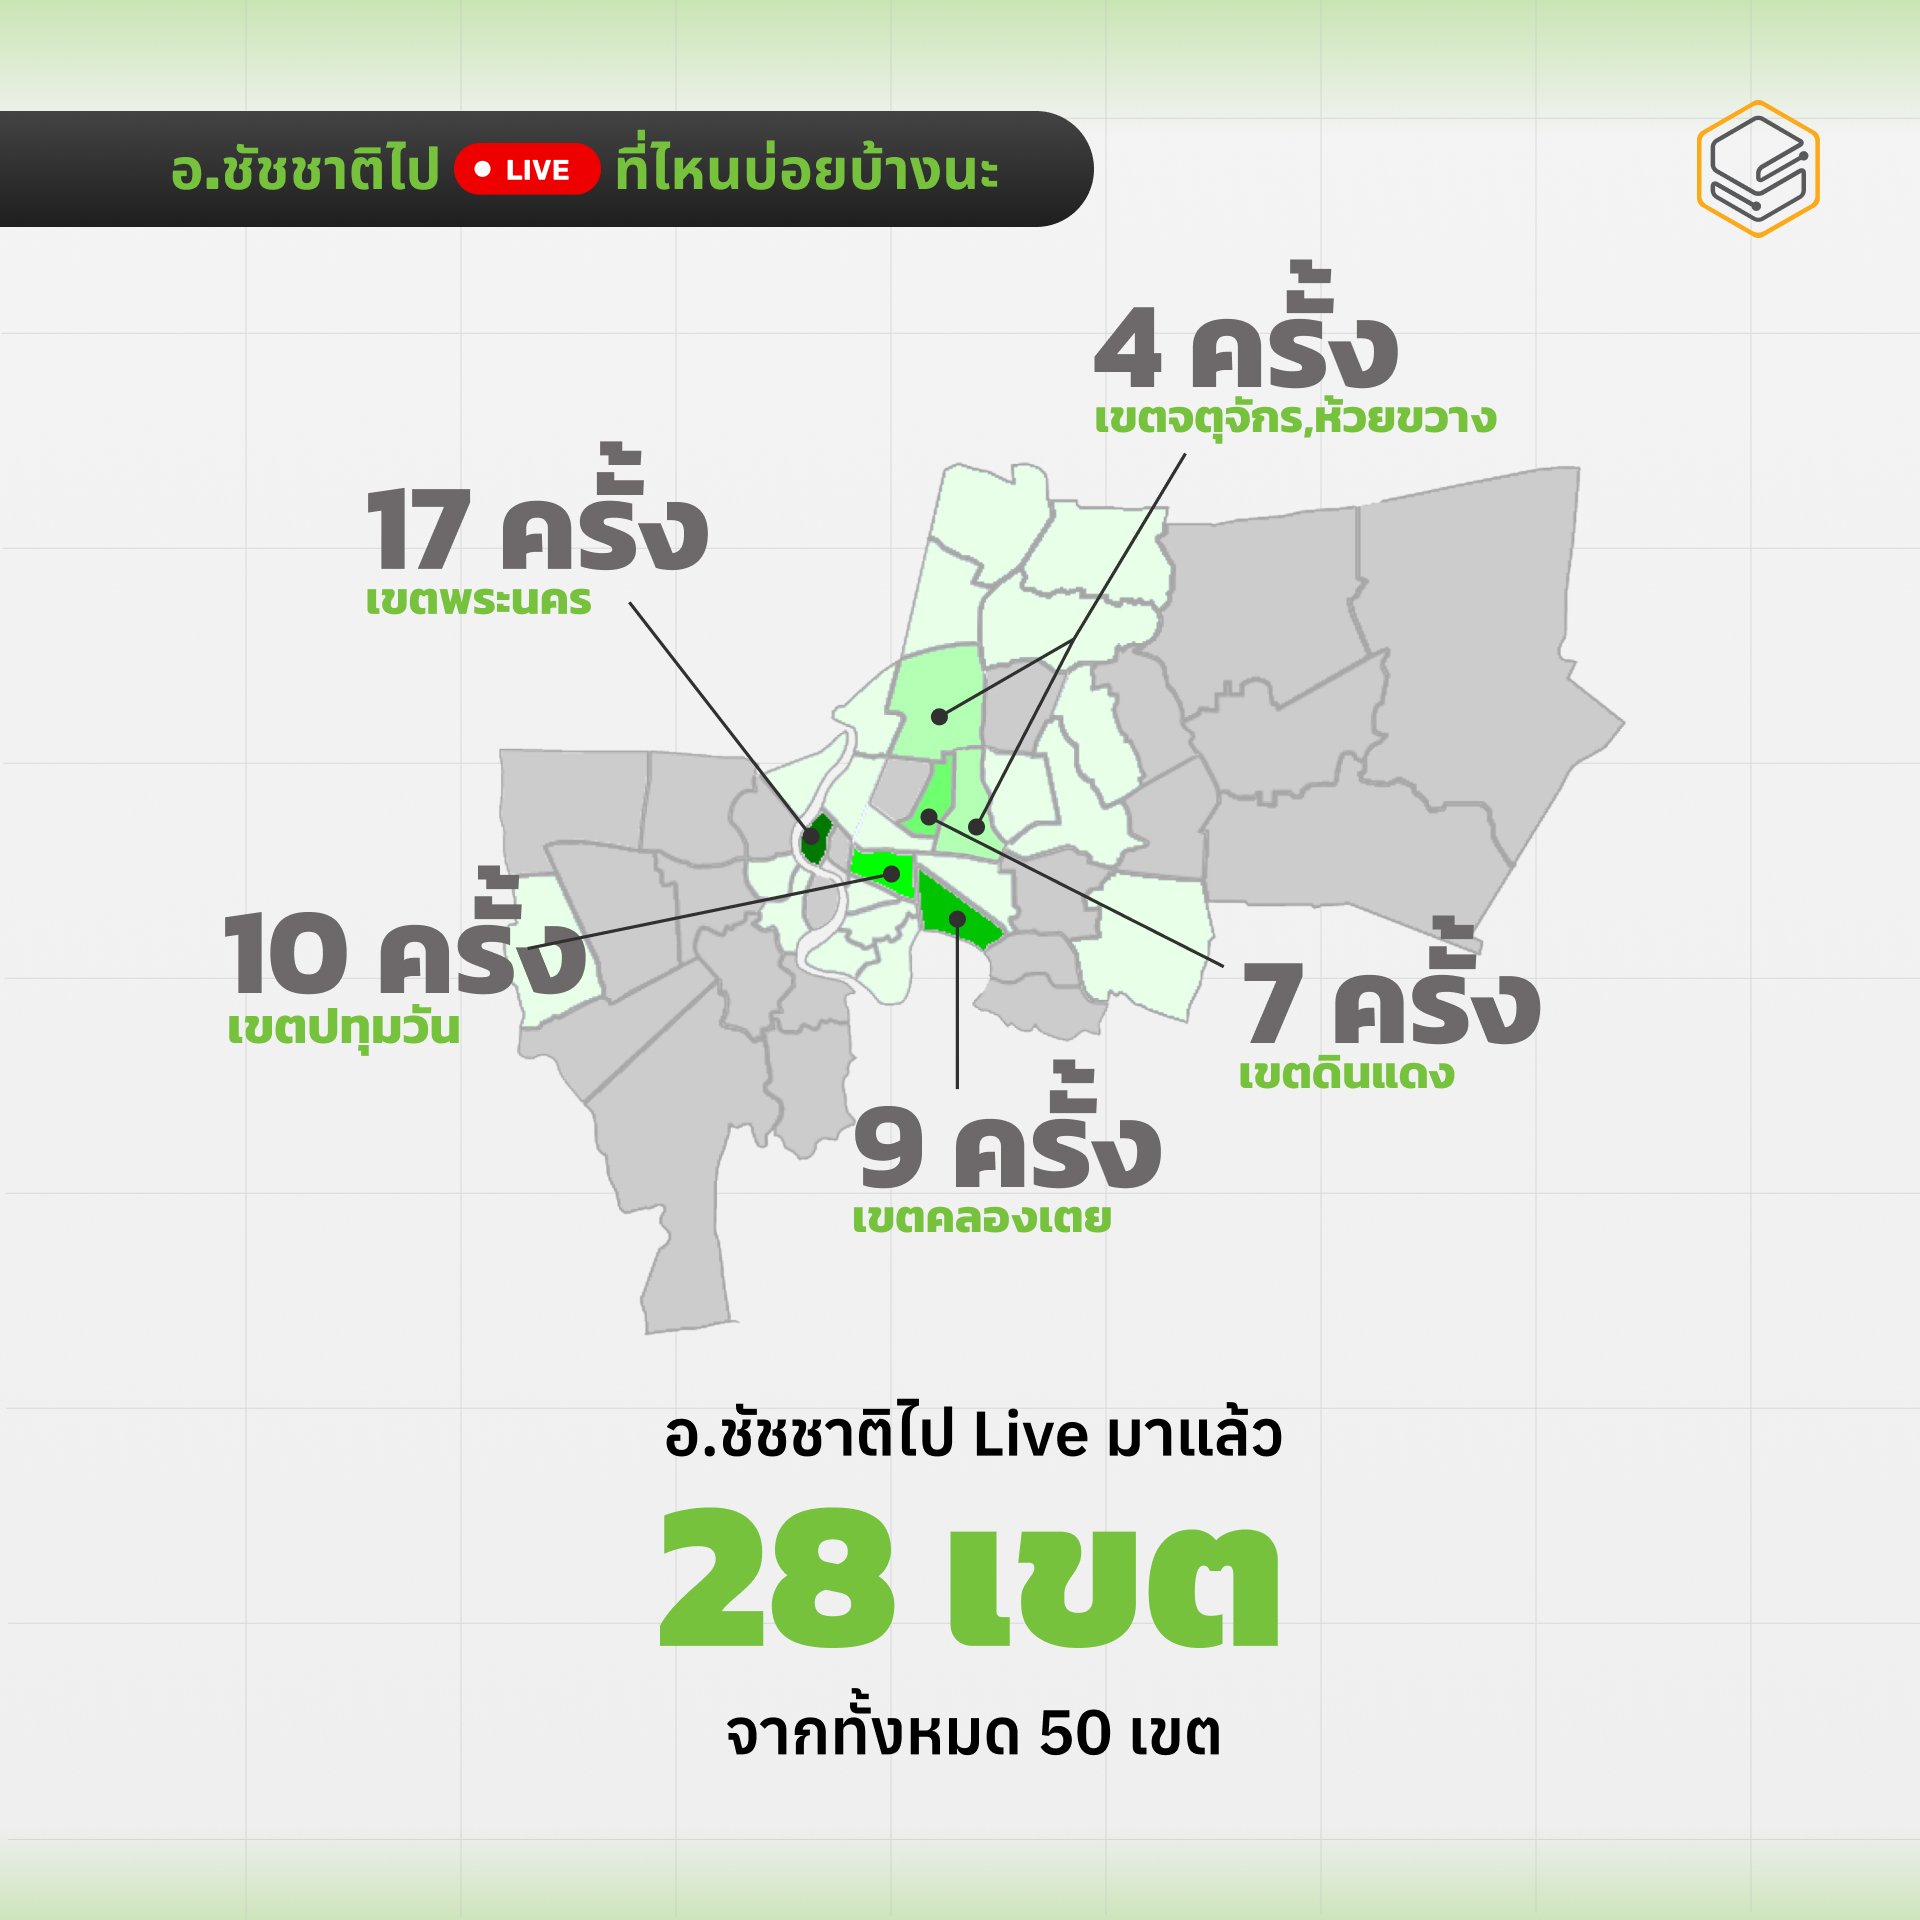 อ.ชัชชาติไป LIVE ที่ไหนบ่อยบ้างนะ
4 ครั้ง
เขตจตุจักร,ห้วยขวาง
17 ครั้ง
เขตพระนคร
10 ครั้ง
เขตปทุมวัน
7 ครั้ง
เขตดินแดง
9 ครั้ง
เขตคลองเตย
อ.ชัชชาติไป Live มาแล้ว
28 เขต
จากทั้งหมด 50 เขต